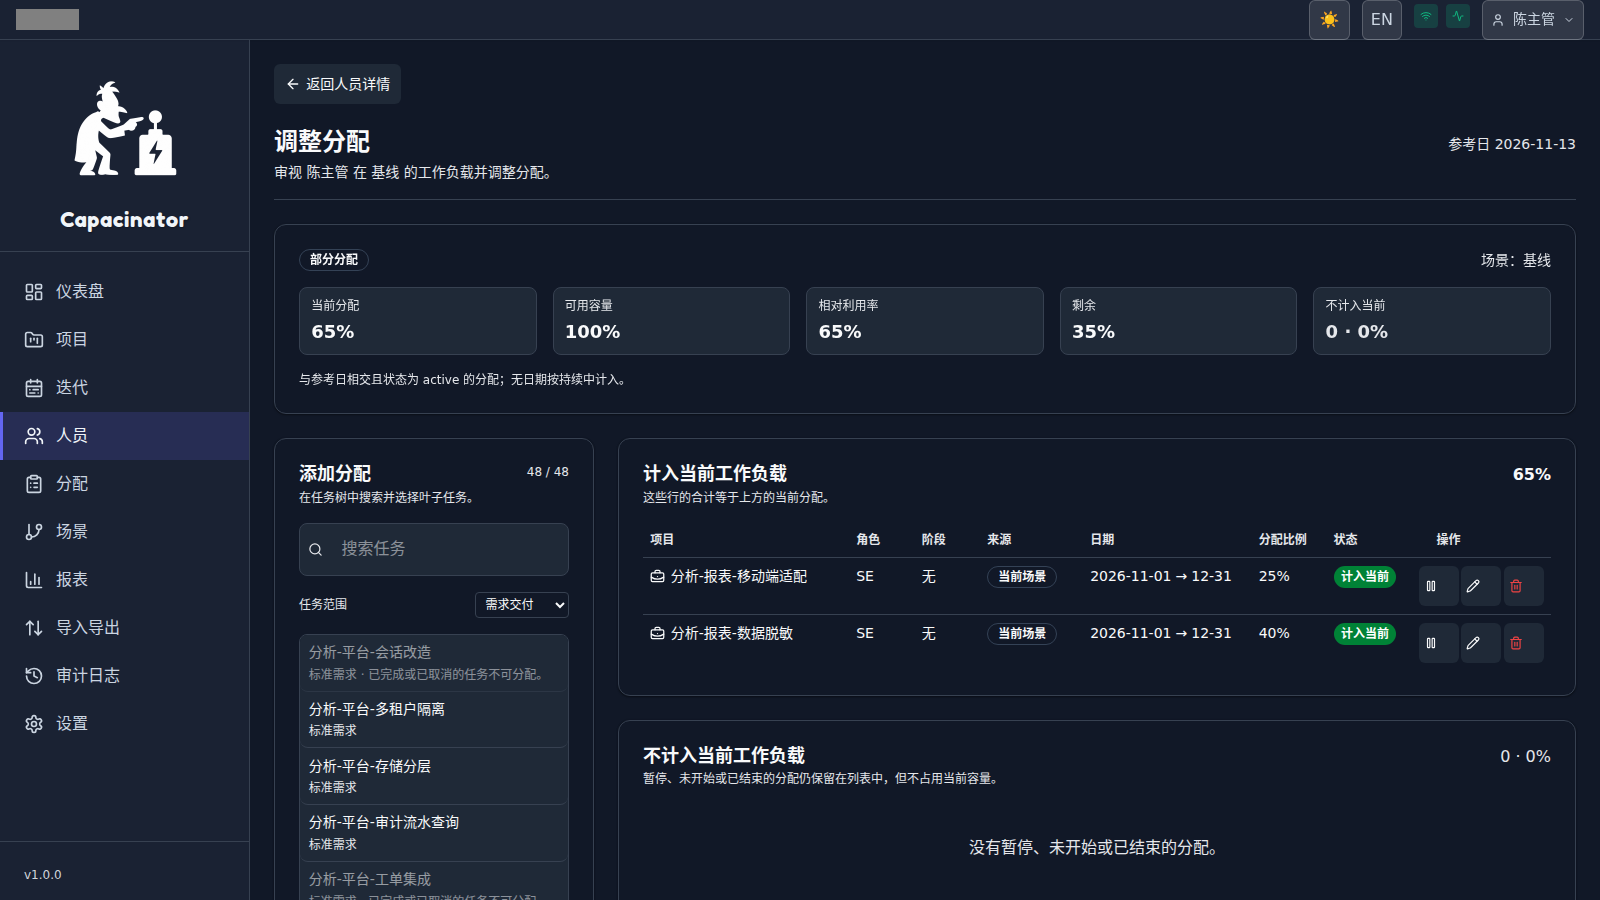 EN
陈主管
Capacinator
仪表盘
项目
迭代
人员
分配
场景
报表
导入导出
审计日志
设置
v1.0.0
返回人员详情
调整分配
参考日 2026-11-13
审视 陈主管 在 基线 的工作负载并调整分配。
部分分配
场景：基线
当前分配
65%
可用容量
100%
相对利用率
65%
剩余
35%
不计入当前
0 · 0%
与参考日相交且状态为 active 的分配；无日期按持续中计入。
添加分配
48 / 48
在任务树中搜索并选择叶子任务。
搜索任务
任务范围
需求交付
分析-平台-会话改造
标准需求 · 已完成或已取消的任务不可分配。
分析-平台-多租户隔离
标准需求
分析-平台-存储分层
标准需求
分析-平台-审计流水查询
标准需求
分析-平台-工单集成
标准需求 · 已完成或已取消的任务不可分配。
计入当前工作负载
65%
这些行的合计等于上方的当前分配。
项目 角色 阶段 来源 日期 分配比例 状态 操作
分析-报表-移动端适配 SE 无 当前场景 2026-11-01 → 12-31 25% 计入当前
分析-报表-数据脱敏 SE 无 当前场景 2026-11-01 → 12-31 40% 计入当前
不计入当前工作负载
0 · 0%
暂停、未开始或已结束的分配仍保留在列表中，但不占用当前容量。
没有暂停、未开始或已结束的分配。